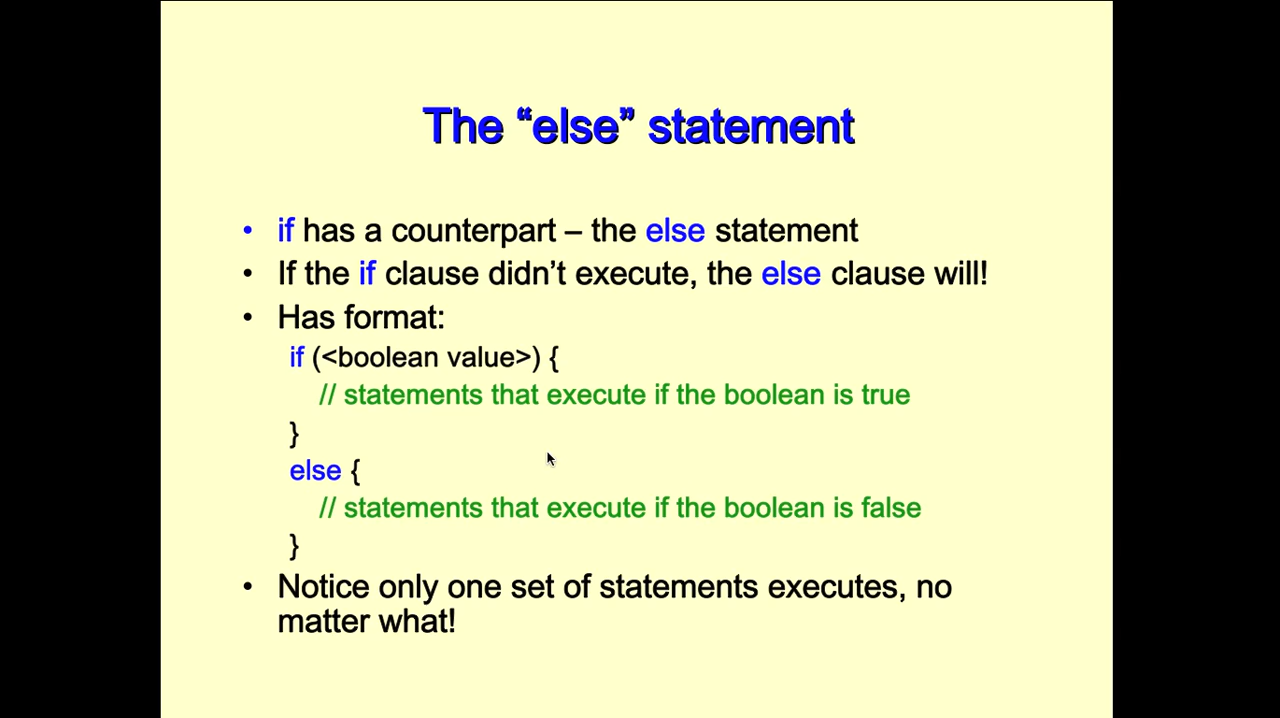 The “else” statement
• if has a counterpart – the else statement
• If the if clause didn’t execute, the else clause will!
• Has format:
if (<boolean value>) {
// statements that execute if the boolean is true
}
else {
// statements that execute if the boolean is false
}
• Notice only one set of statements executes, no
matter what!